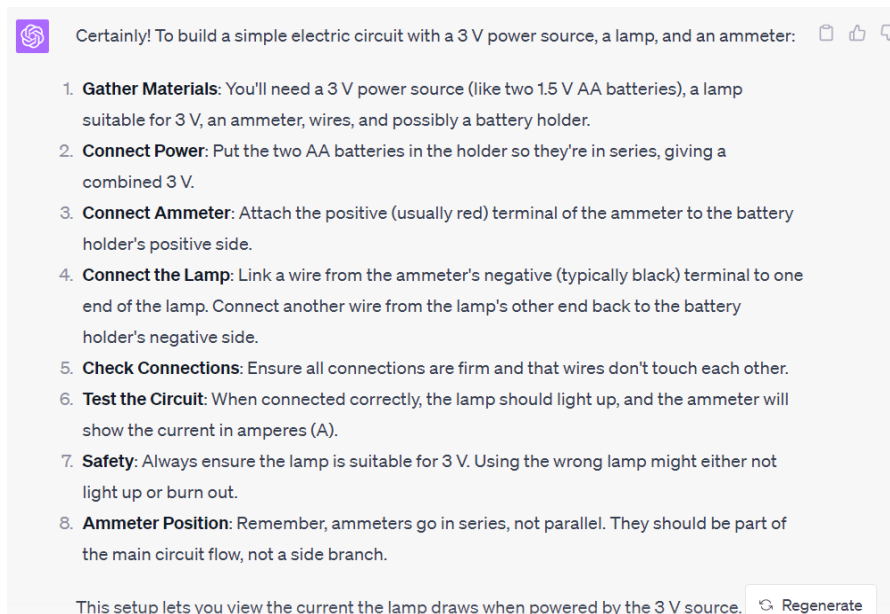 Certainly! To build a simple electric circuit with a 3 V power source, a lamp, and an ammeter:
1. Gather Materials: You'll need a 3 V power source (like two 1.5 V AA batteries), a lamp
suitable for 3 V, an ammeter, wires, and possibly a battery holder.
2. Connect Power: Put the two AA batteries in the holder so they're in series, giving a
combined 3 V.
3. Connect Ammeter: Attach the positive (usually red) terminal of the ammeter to the battery
holder's positive side.
4. Connect the Lamp: Link a wire from the ammeter's negative (typically black) terminal to one
end of the lamp. Connect another wire from the lamp's other end back to the battery
holder's negative side.
5. Check Connections: Ensure all connections are firm and that wires don't touch each other.
6. Test the Circuit: When connected correctly, the lamp should light up, and the ammeter will
show the current in amperes (A).
7. Safety: Always ensure the lamp is suitable for 3 V. Using the wrong lamp might either not
light up or burn out.
8. Ammeter Position: Remember, ammeters go in series, not parallel. They should be part of
the main circuit flow, not a side branch.
This setup lets you view the current the lamp draws when powered by the 3 V source.
Regenerate